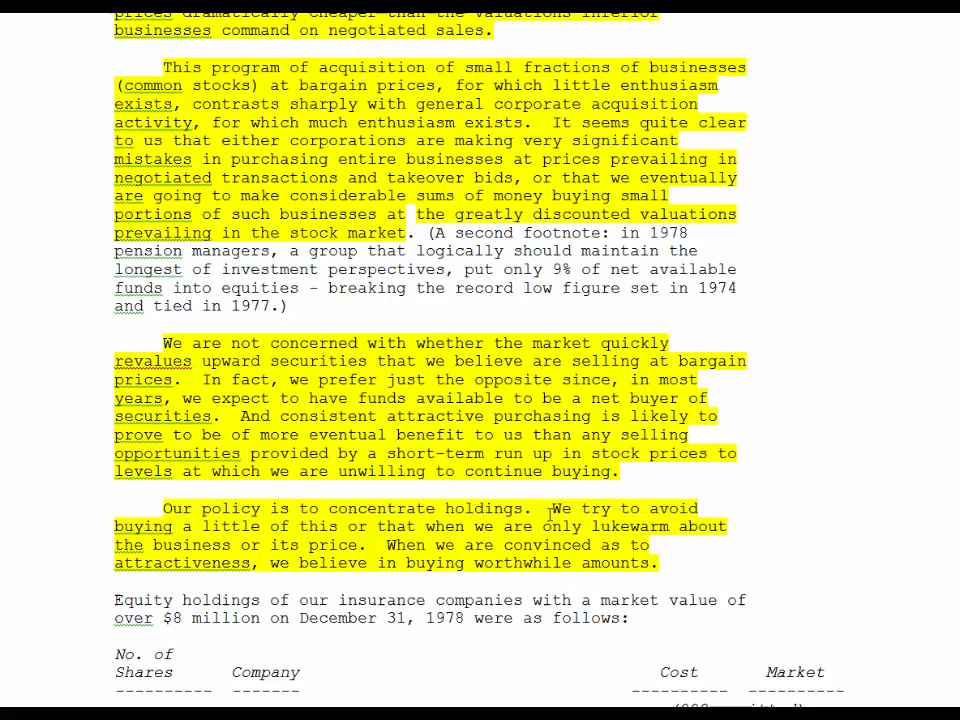 prices dramatically cheaper than the valuations inferior
businesses command on negotiated sales.
This program of acquisition of small fractions of businesses
(common stocks) at bargain prices, for which little enthusiasm
exists, contrasts sharply with general corporate acquisition
activity, for which much enthusiasm exists.  It seems quite clear
to us that either corporations are making very significant
mistakes in purchasing entire businesses at prices prevailing in
negotiated transactions and takeover bids, or that we eventually
are going to make considerable sums of money buying small
portions of such businesses at the greatly discounted valuations
prevailing in the stock market. (A second footnote: in 1978
pension managers, a group that logically should maintain the
longest of investment perspectives, put only 9% of net available
funds into equities - breaking the record low figure set in 1974
and tied in 1977.)
We are not concerned with whether the market quickly
revalues upward securities that we believe are selling at bargain
prices.  In fact, we prefer just the opposite since, in most
years, we expect to have funds available to be a net buyer of
securities.  And consistent attractive purchasing is likely to
prove to be of more eventual benefit to us than any selling
opportunities provided by a short-term run up in stock prices to
levels at which we are unwilling to continue buying.
Our policy is to concentrate holdings.  We try to avoid
buying a little of this or that when we are only lukewarm about
the business or its price.  When we are convinced as to
attractiveness, we believe in buying worthwhile amounts.
Equity holdings of our insurance companies with a market value of
over $8 million on December 31, 1978 were as follows:
No. of
Shares Company Cost Market
---------- ------- ---------- ----------